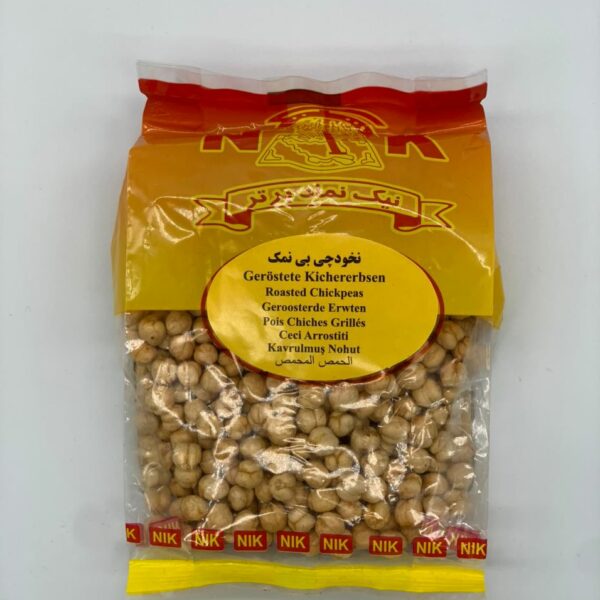 NIK
نیک نماد برتر
نخودچی بی نمک
Geröstete Kichererbsen
Roasted Chickpeas
Geroosterde Erwten
Pois Chiches Grillés
Ceci Arrostiti
Kavrulmuş Nohut
الحمص المحمص
K NIK NIK NIK NIK NIK NIK NIK NIK